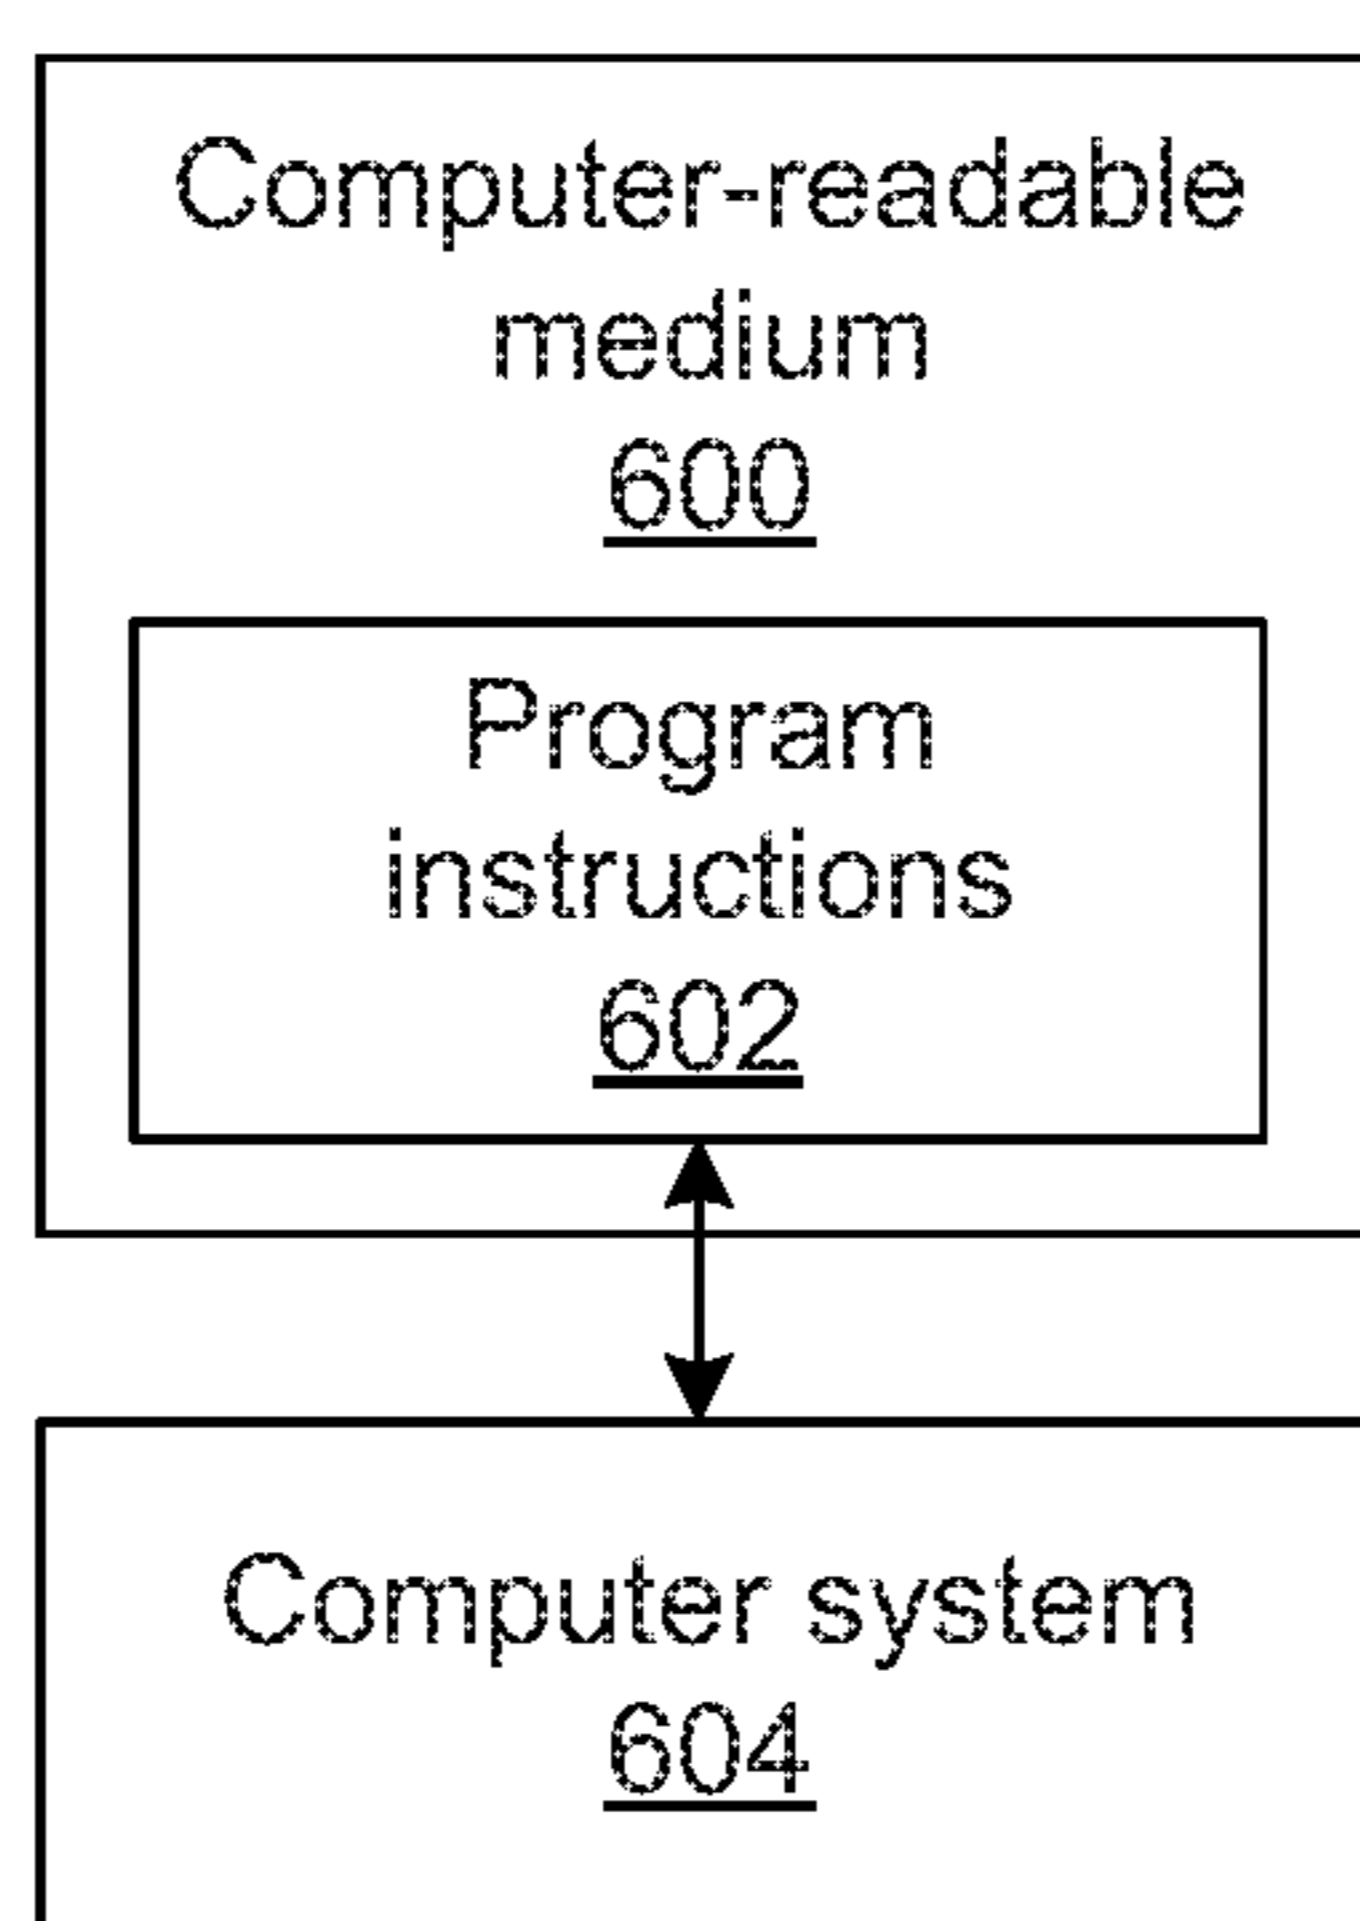 Computer-readable
medium
600
Program
instructions
602
Computer system
604